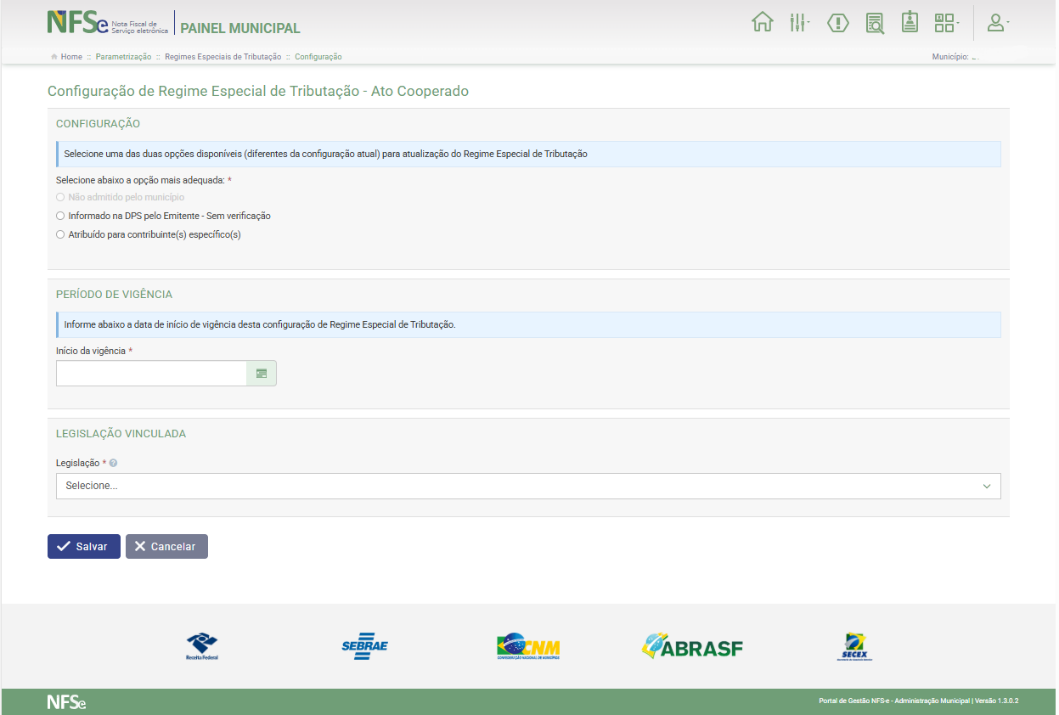 NFSe Nota Fiscal de Serviço eletrônica PAINEL MUNICIPAL
Home :: Parametrização :: Regimes Especiais de Tributação :: Configuração
Município: ...
Configuração de Regime Especial de Tributação - Ato Cooperado
CONFIGURAÇÃO
Selecione uma das duas opções disponíveis (diferentes da configuração atual) para atualização do Regime Especial de Tributação
Selecione abaixo a opção mais adequada: *
Não admitido pelo município
Informado na DPS pelo Emitente - Sem verificação
Atribuído para contribuinte(s) específico(s)
PERÍODO DE VIGÊNCIA
Informe abaixo a data de início de vigência desta configuração de Regime Especial de Tributação.
Início da vigência *
LEGISLAÇÃO VINCULADA
Legislação *
Selecione...
Salvar Cancelar
Receita Federal
SEBRAE
CNM
CONFEDERAÇÃO NACIONAL DE MUNICÍPIOS
ABRASF
SECEX
NFSe
Portal de Gestão NFS-e - Administração Municipal | Versão 1.3.0.2